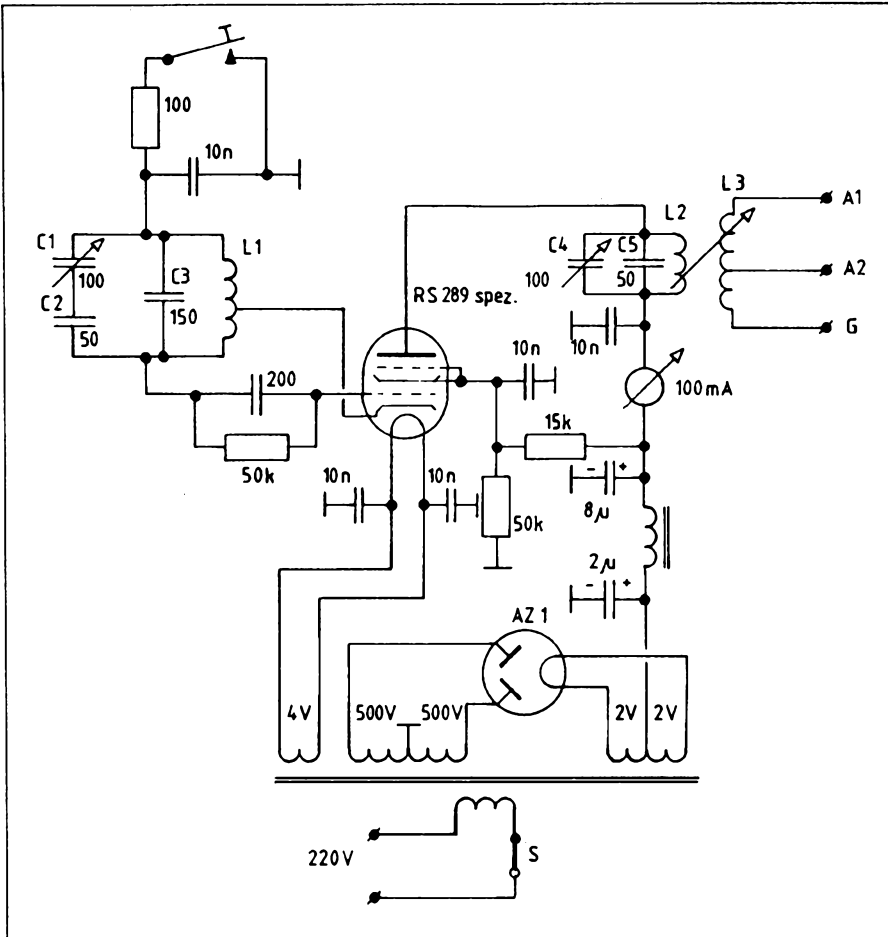 100
10n
C1
100
C2
50
C3
150
L1
200
50k
RS 289 spez.
C4
100
C5
50
L2
L3
A1
A2
G
10n
10n
100mA
15k
10n
10n
50k
- +
8µ
2µ
- +
AZ 1
4V
500V
500V
2V
2V
220V
S